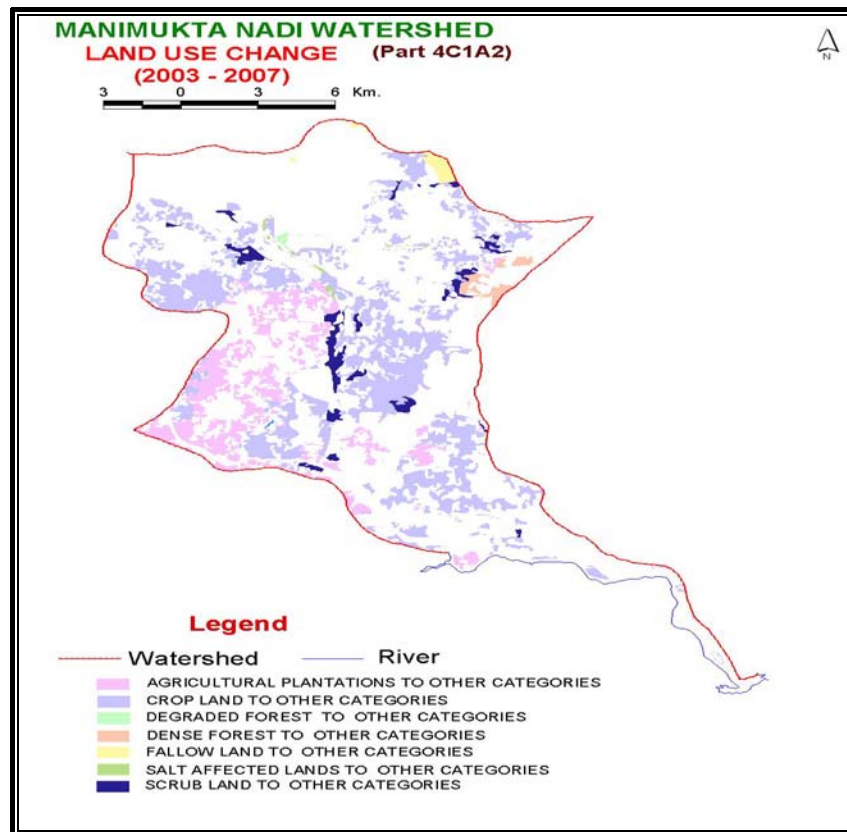 MANIMUKTA NADI WATERSHED
LAND USE CHANGE (Part 4C1A2)
(2003 - 2007)
3 0 3 6 Km.
N
Legend
Watershed River
AGRICULTURAL PLANTATIONS TO OTHER CATEGORIES
CROP LAND TO OTHER CATEGORIES
DEGRADED FOREST TO OTHER CATEGORIES
DENSE FOREST TO OTHER CATEGORIES
FALLOW LAND TO OTHER CATEGORIES
SALT AFFECTED LANDS TO OTHER CATEGORIES
SCRUB LAND TO OTHER CATEGORIES